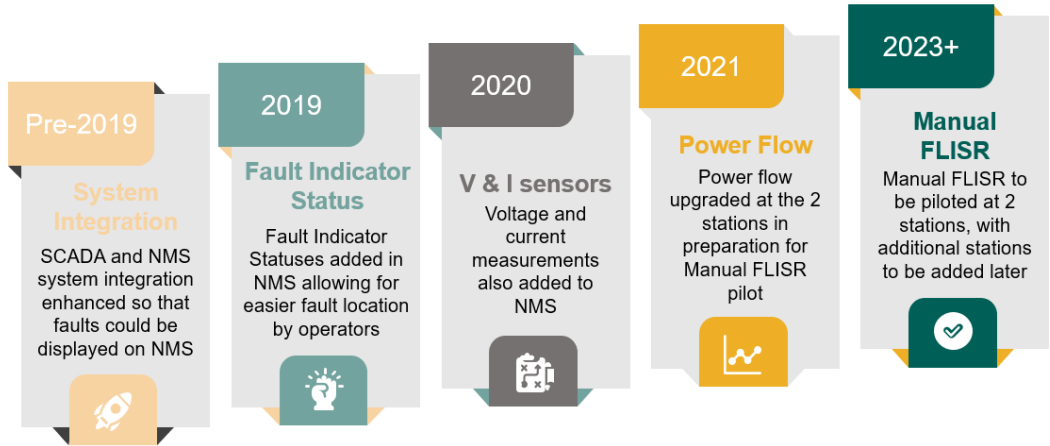 Pre-2019
System
Integration
SCADA and NMS
system integration
enhanced so that
faults could be
displayed on NMS
2019
Fault Indicator
Status
Fault Indicator
Statuses added in
NMS allowing for
easier fault location
by operators
2020
V & I sensors
Voltage and
current
measurements
also added to
NMS
2021
Power Flow
Power flow
upgraded at the 2
stations in
preparation for
Manual FLISR
pilot
2023+
Manual
FLISR
Manual FLISR to
be piloted at 2
stations, with
additional stations
to be added later